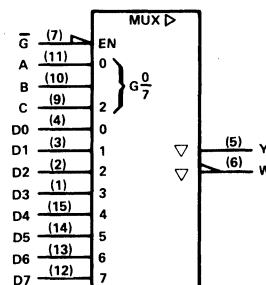 MUX ▷
G̅ (7) EN
A (11) 0
B (10) G 0/7
C (9) 2
D0 (4) 0
D1 (3) 1 ▽ (5) Y
D2 (2) 2 ▽ (6) W
D3 (1) 3
D4 (15) 4
D5 (14) 5
D6 (13) 6
D7 (12) 7